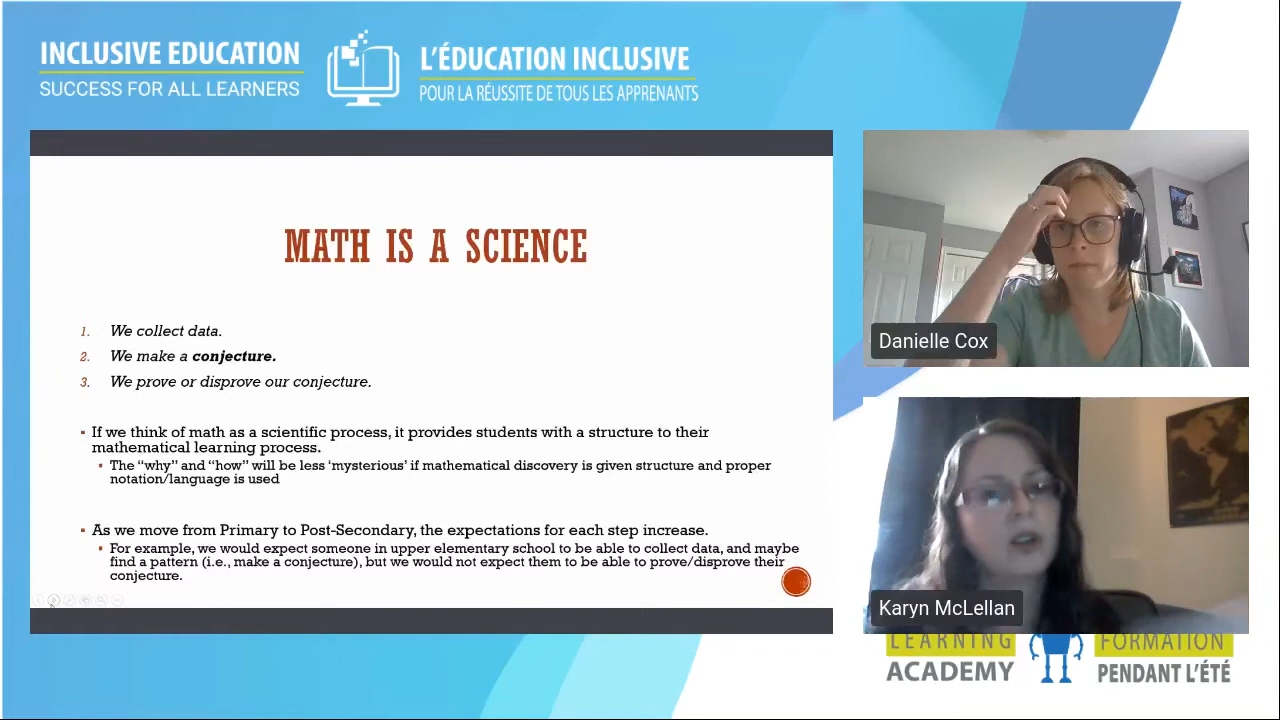 INCLUSIVE EDUCATION
SUCCESS FOR ALL LEARNERS
L'ÉDUCATION INCLUSIVE
POUR LA RÉUSSITE DE TOUS LES APPRENANTS
MATH IS A SCIENCE
1. We collect data.
2. We make a conjecture.
3. We prove or disprove our conjecture.
▪ If we think of math as a scientific process, it provides students with a structure to their
mathematical learning process.
▪ The “why” and “how” will be less ‘mysterious’ if mathematical discovery is given structure and proper
notation/language is used
▪ As we move from Primary to Post-Secondary, the expectations for each step increase.
▪ For example, we would expect someone in upper elementary school to be able to collect data, and maybe
find a pattern (i.e., make a conjecture), but we would not expect them to be able to prove/disprove their
conjecture.
Danielle Cox
Karyn McLellan
LEARNING
ACADEMY
FORMATION
PENDANT L'ÉTÉ